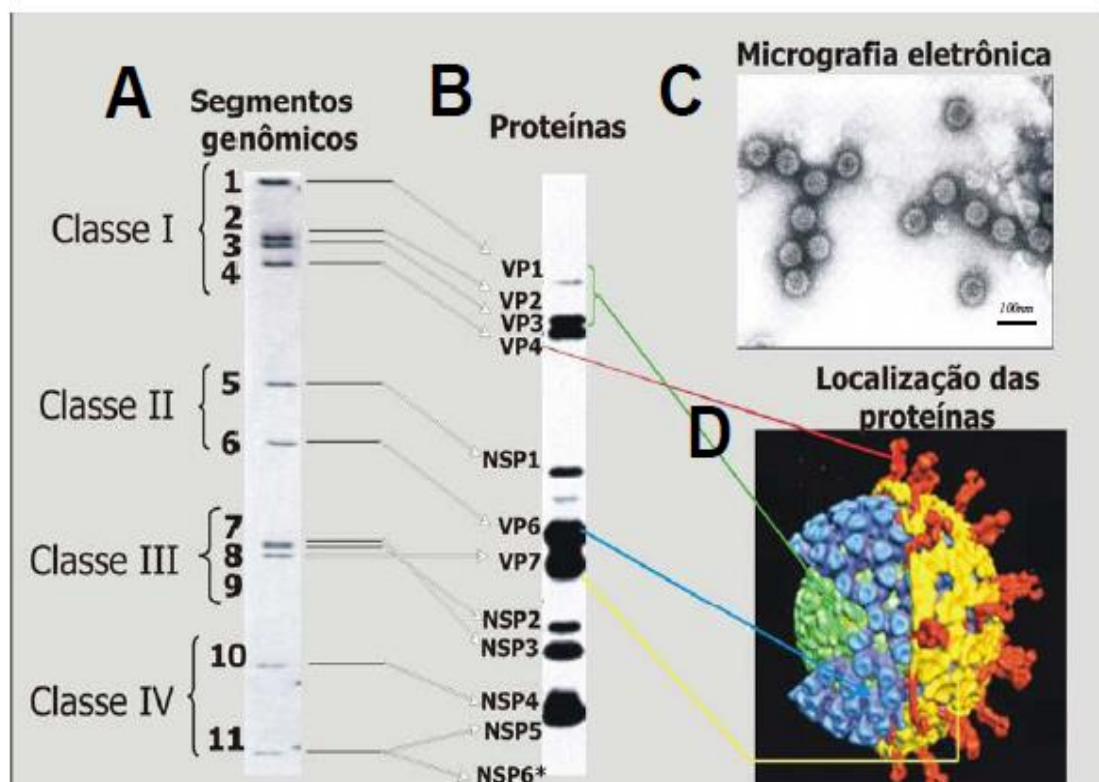 A
Segmentos
genômicos
Classe I
1
2
3
4
Classe II
5
6
Classe III
7
8
9
Classe IV
10
11
B
Proteínas
VP1
VP2
VP3
VP4
NSP1
VP6
VP7
NSP2
NSP3
NSP4
NSP5
NSP6*
C
Micrografia eletrônica
100nm
D
Localização das
proteínas